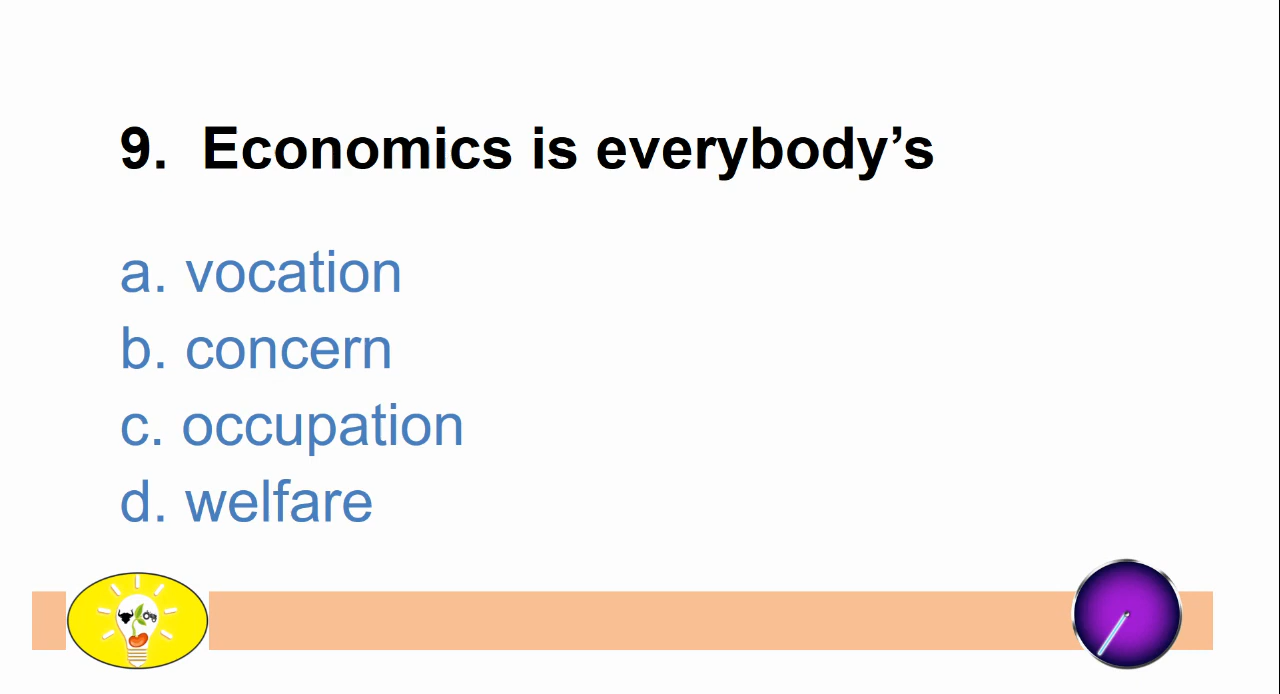 9. Economics is everybody’s
a. vocation
b. concern
c. occupation
d. welfare